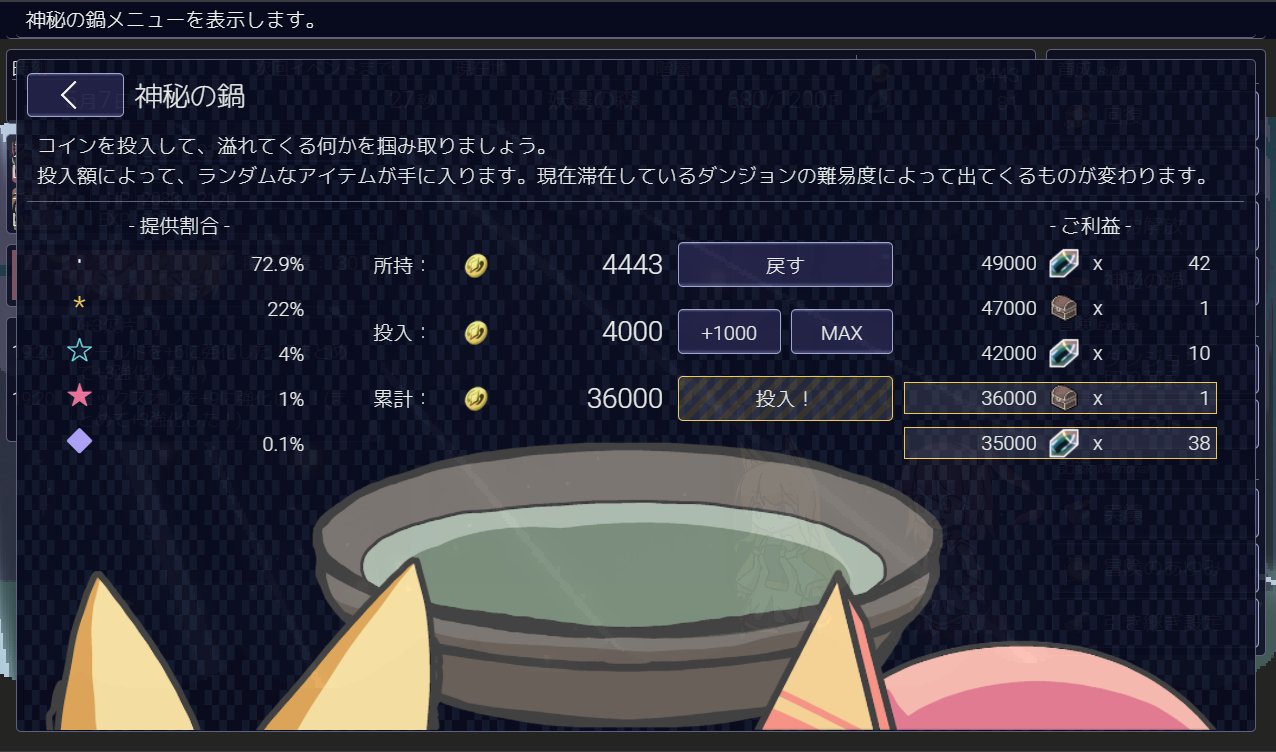 神秘の鍋メニューを表示します。
神秘の鍋
コインを投入して、溢れてくる何かを掴み取りましょう。
投入額によって、ランダムなアイテムが手に入ります。現在滞在しているダンジョンの難易度によって出てくるものが変わります。
- 提供割合 -
72.9%
22%
4%
1%
0.1%
所持：
4443
戻す
投入：
4000
+1000
MAX
累計：
36000
投入！
- ご利益 -
49000 x 42
47000 x 1
42000 x 10
36000 x 1
35000 x 38